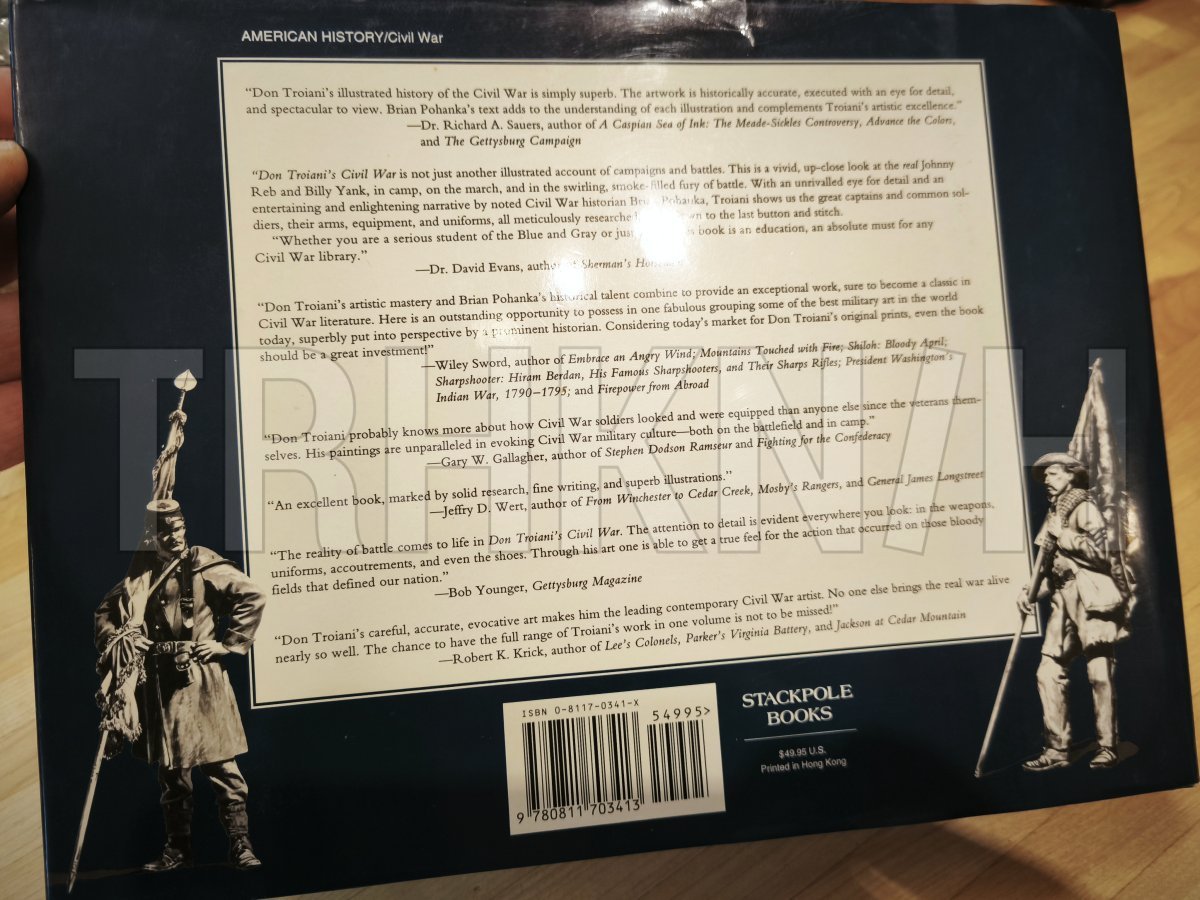 AMERICAN HISTORY/Civil War
“Don Troiani’s illustrated history of the Civil War is simply superb. The artwork is historically accurate, executed with an eye for detail,
and spectacular to view. Brian Pohanka’s text adds to the understanding of each illustration and complements Troiani’s artistic excellence.”
—Dr. Richard A. Sauers, author of A Caspian Sea of Ink: The Meade-Sickles Controversy, Advance the Colors,
and The Gettysburg Campaign
“Don Troiani’s Civil War is not just another illustrated account of campaigns and battles. This is a vivid, up-close look at the real Johnny
Reb and Billy Yank, in camp, on the march, and in the swirling, smoke-filled fury of battle. With an unrivalled eye for detail and an
entertaining and enlightening narrative by noted Civil War historian Brian Pohanka, Troiani shows us the great captains and common sol-
diers, their arms, equipment, and uniforms, all meticulously researched to the last button and stitch.
“Whether you are a serious student of the Blue and Gray or just book is an education, an absolute must for any
Civil War library.”
—Dr. David Evans, author of Sherman’s
“Don Troiani’s artistic mastery and Brian Pohanka’s historical talent combine to provide an exceptional work, sure to become a classic in
Civil War literature. Here is an outstanding opportunity to possess in one fabulous grouping some of the best military art in the world
today, superbly put into perspective by a prominent historian. Considering today’s market for Don Troiani’s original prints, even the book
should be a great investment!”
—Wiley Sword, author of Embrace an Angry Wind; Mountains Touched with Fire; Shiloh: Bloody April;
Sharpshooter: Hiram Berdan, His Famous Sharpshooters, and Their Sharps Rifles; President Washington’s
Indian War, 1790–1795; and Firepower from Abroad
“Don Troiani probably knows more about how Civil War soldiers looked and were equipped than anyone else since the veterans them-
selves. His paintings are unparalleled in evoking Civil War military culture—both on the battlefield and in camp.”
—Gary W. Gallagher, author of Stephen Dodson Ramseur and Fighting for the Confederacy
“An excellent book, marked by solid research, fine writing, and superb illustrations.”
—Jeffry D. Wert, author of From Winchester to Cedar Creek, Mosby’s Rangers, and General James Longstreet
“The reality of battle comes to life in Don Troiani’s Civil War. The attention to detail is evident everywhere you look: in the weapons,
uniforms, accoutrements, and even the shoes. Through his art one is able to get a true feel for the action that occurred on those bloody
fields that defined our nation.”
—Bob Younger, Gettysburg Magazine
“Don Troiani’s careful, accurate, evocative art makes him the leading contemporary Civil War artist. No one else brings the real war alive
nearly so well. The chance to have the full range of Troiani’s work in one volume is not to be missed!”
—Robert K. Krick, author of Lee’s Colonels, Parker’s Virginia Battery, and Jackson at Cedar Mountain
ISBN 0-8117-0341-X
54995>
9 780811 703413
STACKPOLE
BOOKS
$49.95 U.S.
Printed in Hong Kong
TRHKN/H